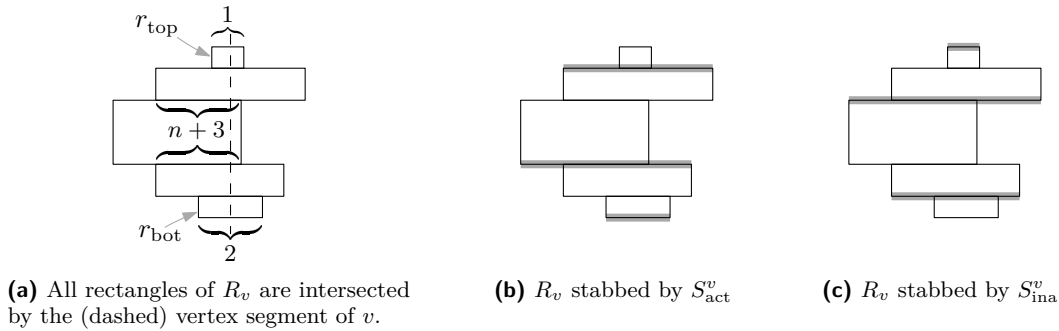 1
r_top
n + 3
r_bot
2
(a) All rectangles of R_v are intersected
by the (dashed) vertex segment of v.
(b) R_v stabbed by S^v_act
(c) R_v stabbed by S^v_ina